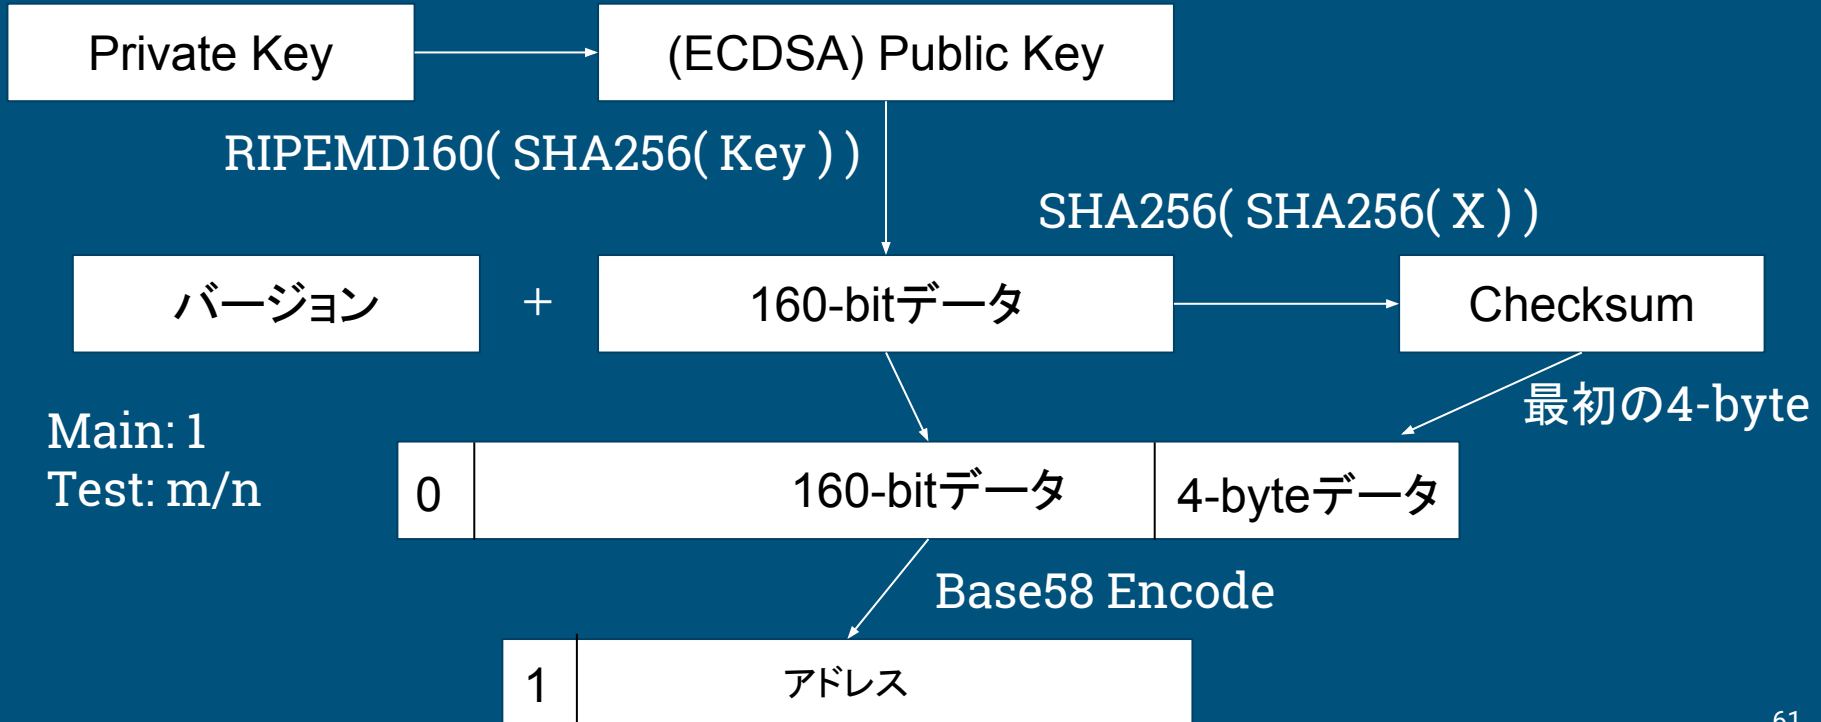 Private Key
(ECDSA) Public Key
RIPEMD160( SHA256( Key ) )
SHA256( SHA256( X ) )
バージョン
+
160-bitデータ
Checksum
最初の4-byte
Main: 1
Test: m/n
0
160-bitデータ
4-byteデータ
Base58 Encode
1
アドレス
61